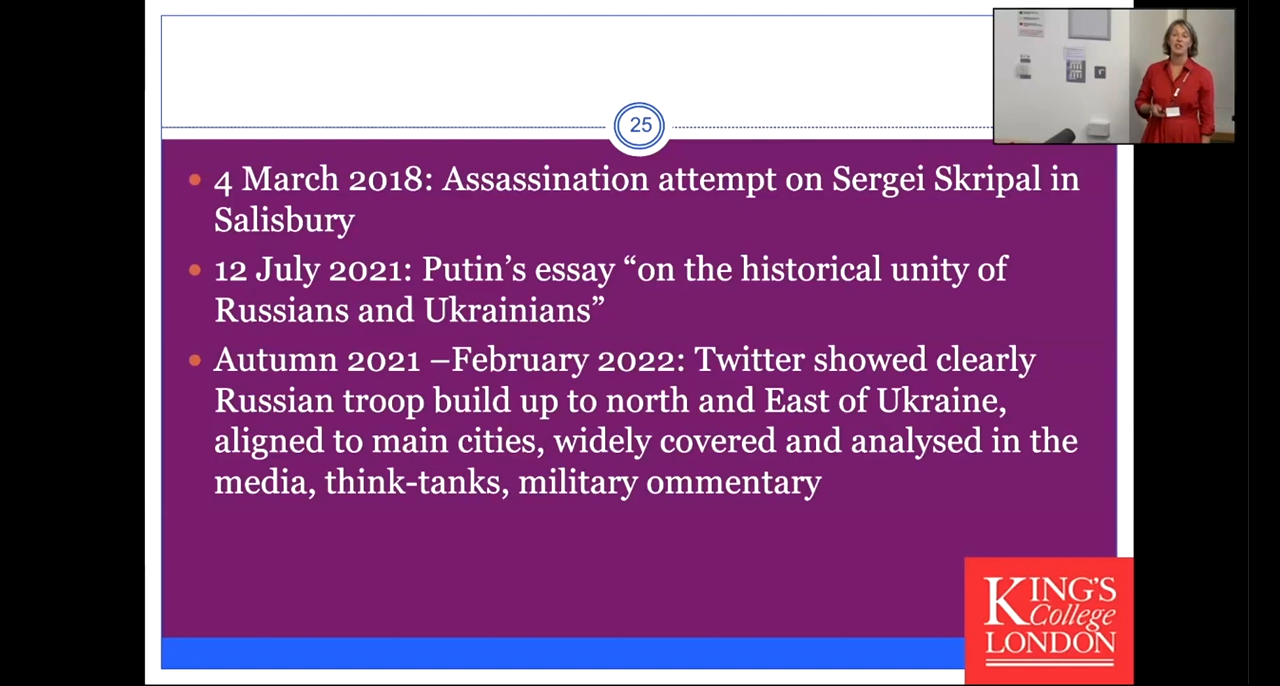 25
• 4 March 2018: Assassination attempt on Sergei Skripal in
Salisbury
• 12 July 2021: Putin’s essay “on the historical unity of
Russians and Ukrainians”
• Autumn 2021 –February 2022: Twitter showed clearly
Russian troop build up to north and East of Ukraine,
aligned to main cities, widely covered and analysed in the
media, think-tanks, military ommentary
KING'S
College
LONDON